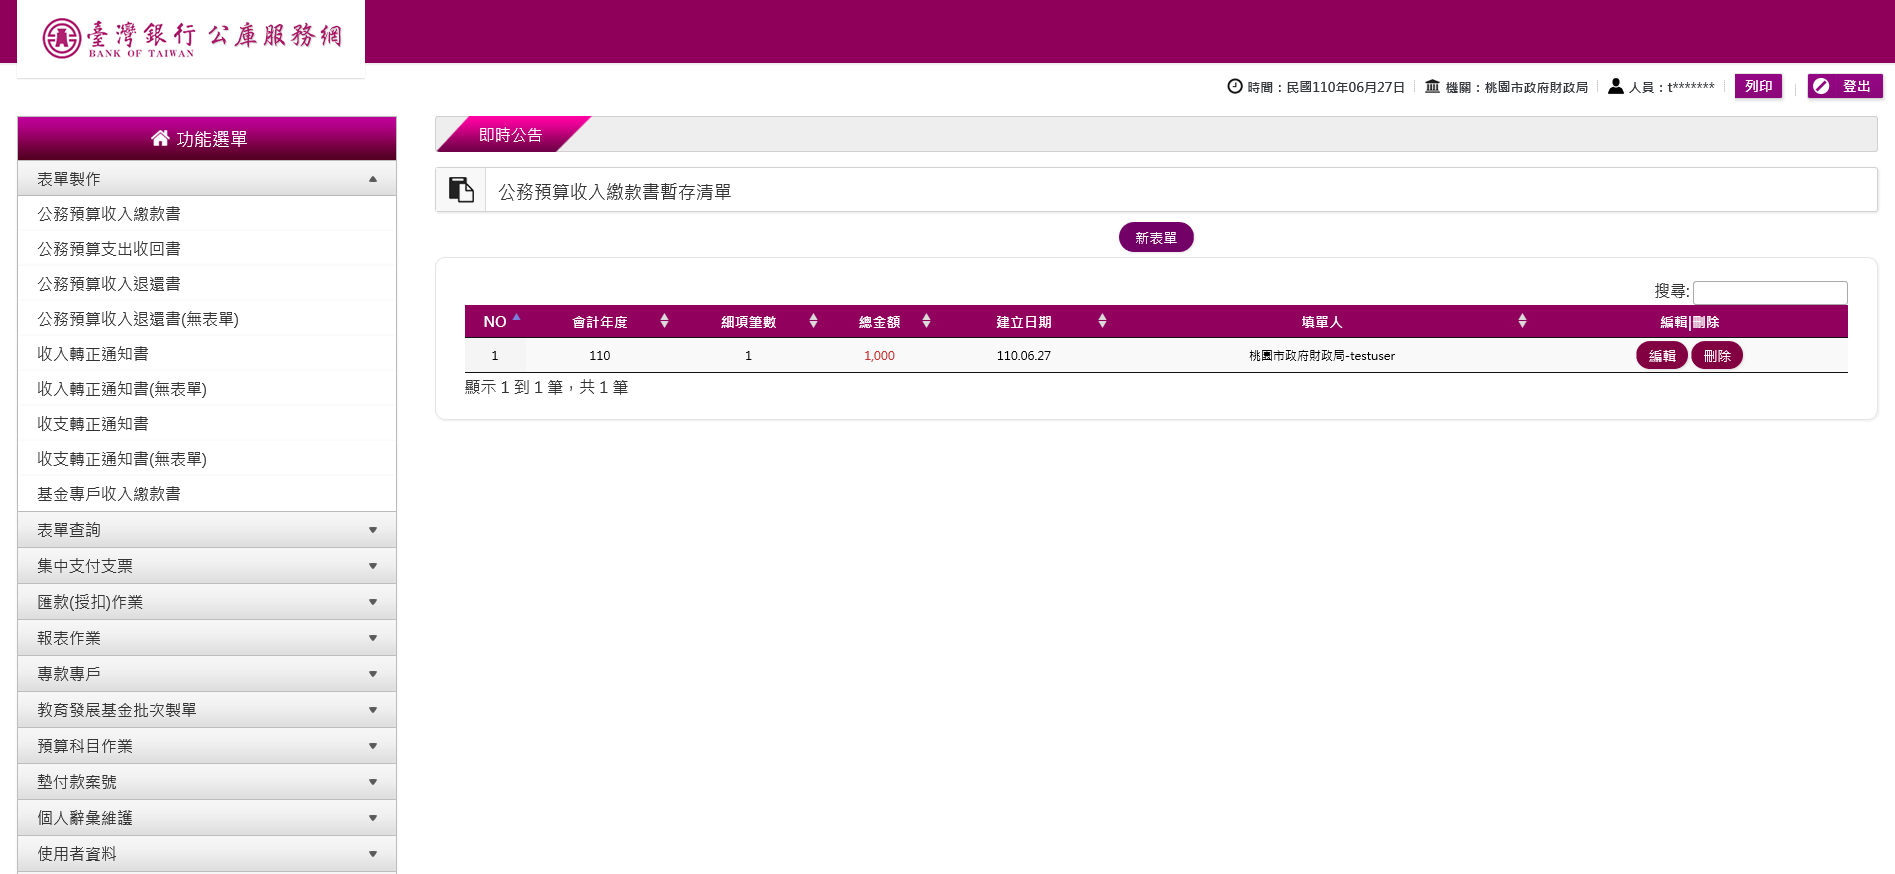 臺灣銀行 公庫服務網
BANK OF TAIWAN
時間：民國110年06月27日 機關：桃園市政府財政局 人員：t******* 列印 登出
功能選單
表單製作
公務預算收入繳款書
公務預算支出收回書
公務預算收入退還書
公務預算收入退還書(無表單)
收入轉正通知書
收入轉正通知書(無表單)
收支轉正通知書
收支轉正通知書(無表單)
基金專戶收入繳款書
表單查詢
集中支付支票
匯款(授扣)作業
報表作業
專款專戶
教育發展基金批次製單
預算科目作業
墊付款案號
個人辭彙維護
使用者資料
即時公告
公務預算收入繳款書暫存清單
新表單
搜尋:
NO 會計年度 細項筆數 總金額 建立日期 填單人 編輯|刪除
1 110 1 1,000 110.06.27 桃園市政府財政局-testuser 編輯 刪除
顯示 1 到 1 筆，共 1 筆